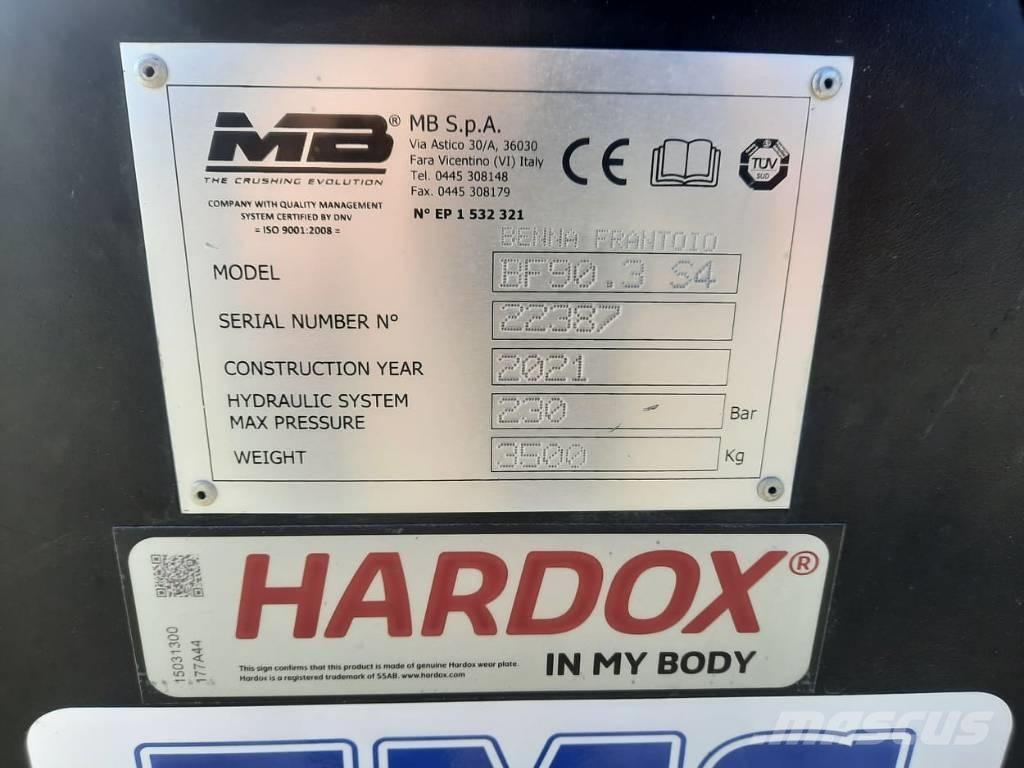 MB®
THE CRUSHING EVOLUTION
COMPANY WITH QUALITY MANAGEMENT
SYSTEM CERTIFIED BY DNV
= ISO 9001:2008 =
MB S.p.A.
Via Astico 30/A, 36030
Fara Vicentino (VI) Italy
Tel. 0445 308148
Fax. 0445 308179
N° EP 1 532 321
CE
TÜV
SUD
BENNA FRANTOIO
MODEL BF90.3 S4
SERIAL NUMBER N° 22387
CONSTRUCTION YEAR 2021
HYDRAULIC SYSTEM
MAX PRESSURE 230 Bar
WEIGHT 3500 Kg
15031300
177A44
HARDOX®
IN MY BODY
This sign confirms that this product is made of genuine Hardox wear plate.
Hardox is a registered trademark of SSAB. www.hardox.com
mascus